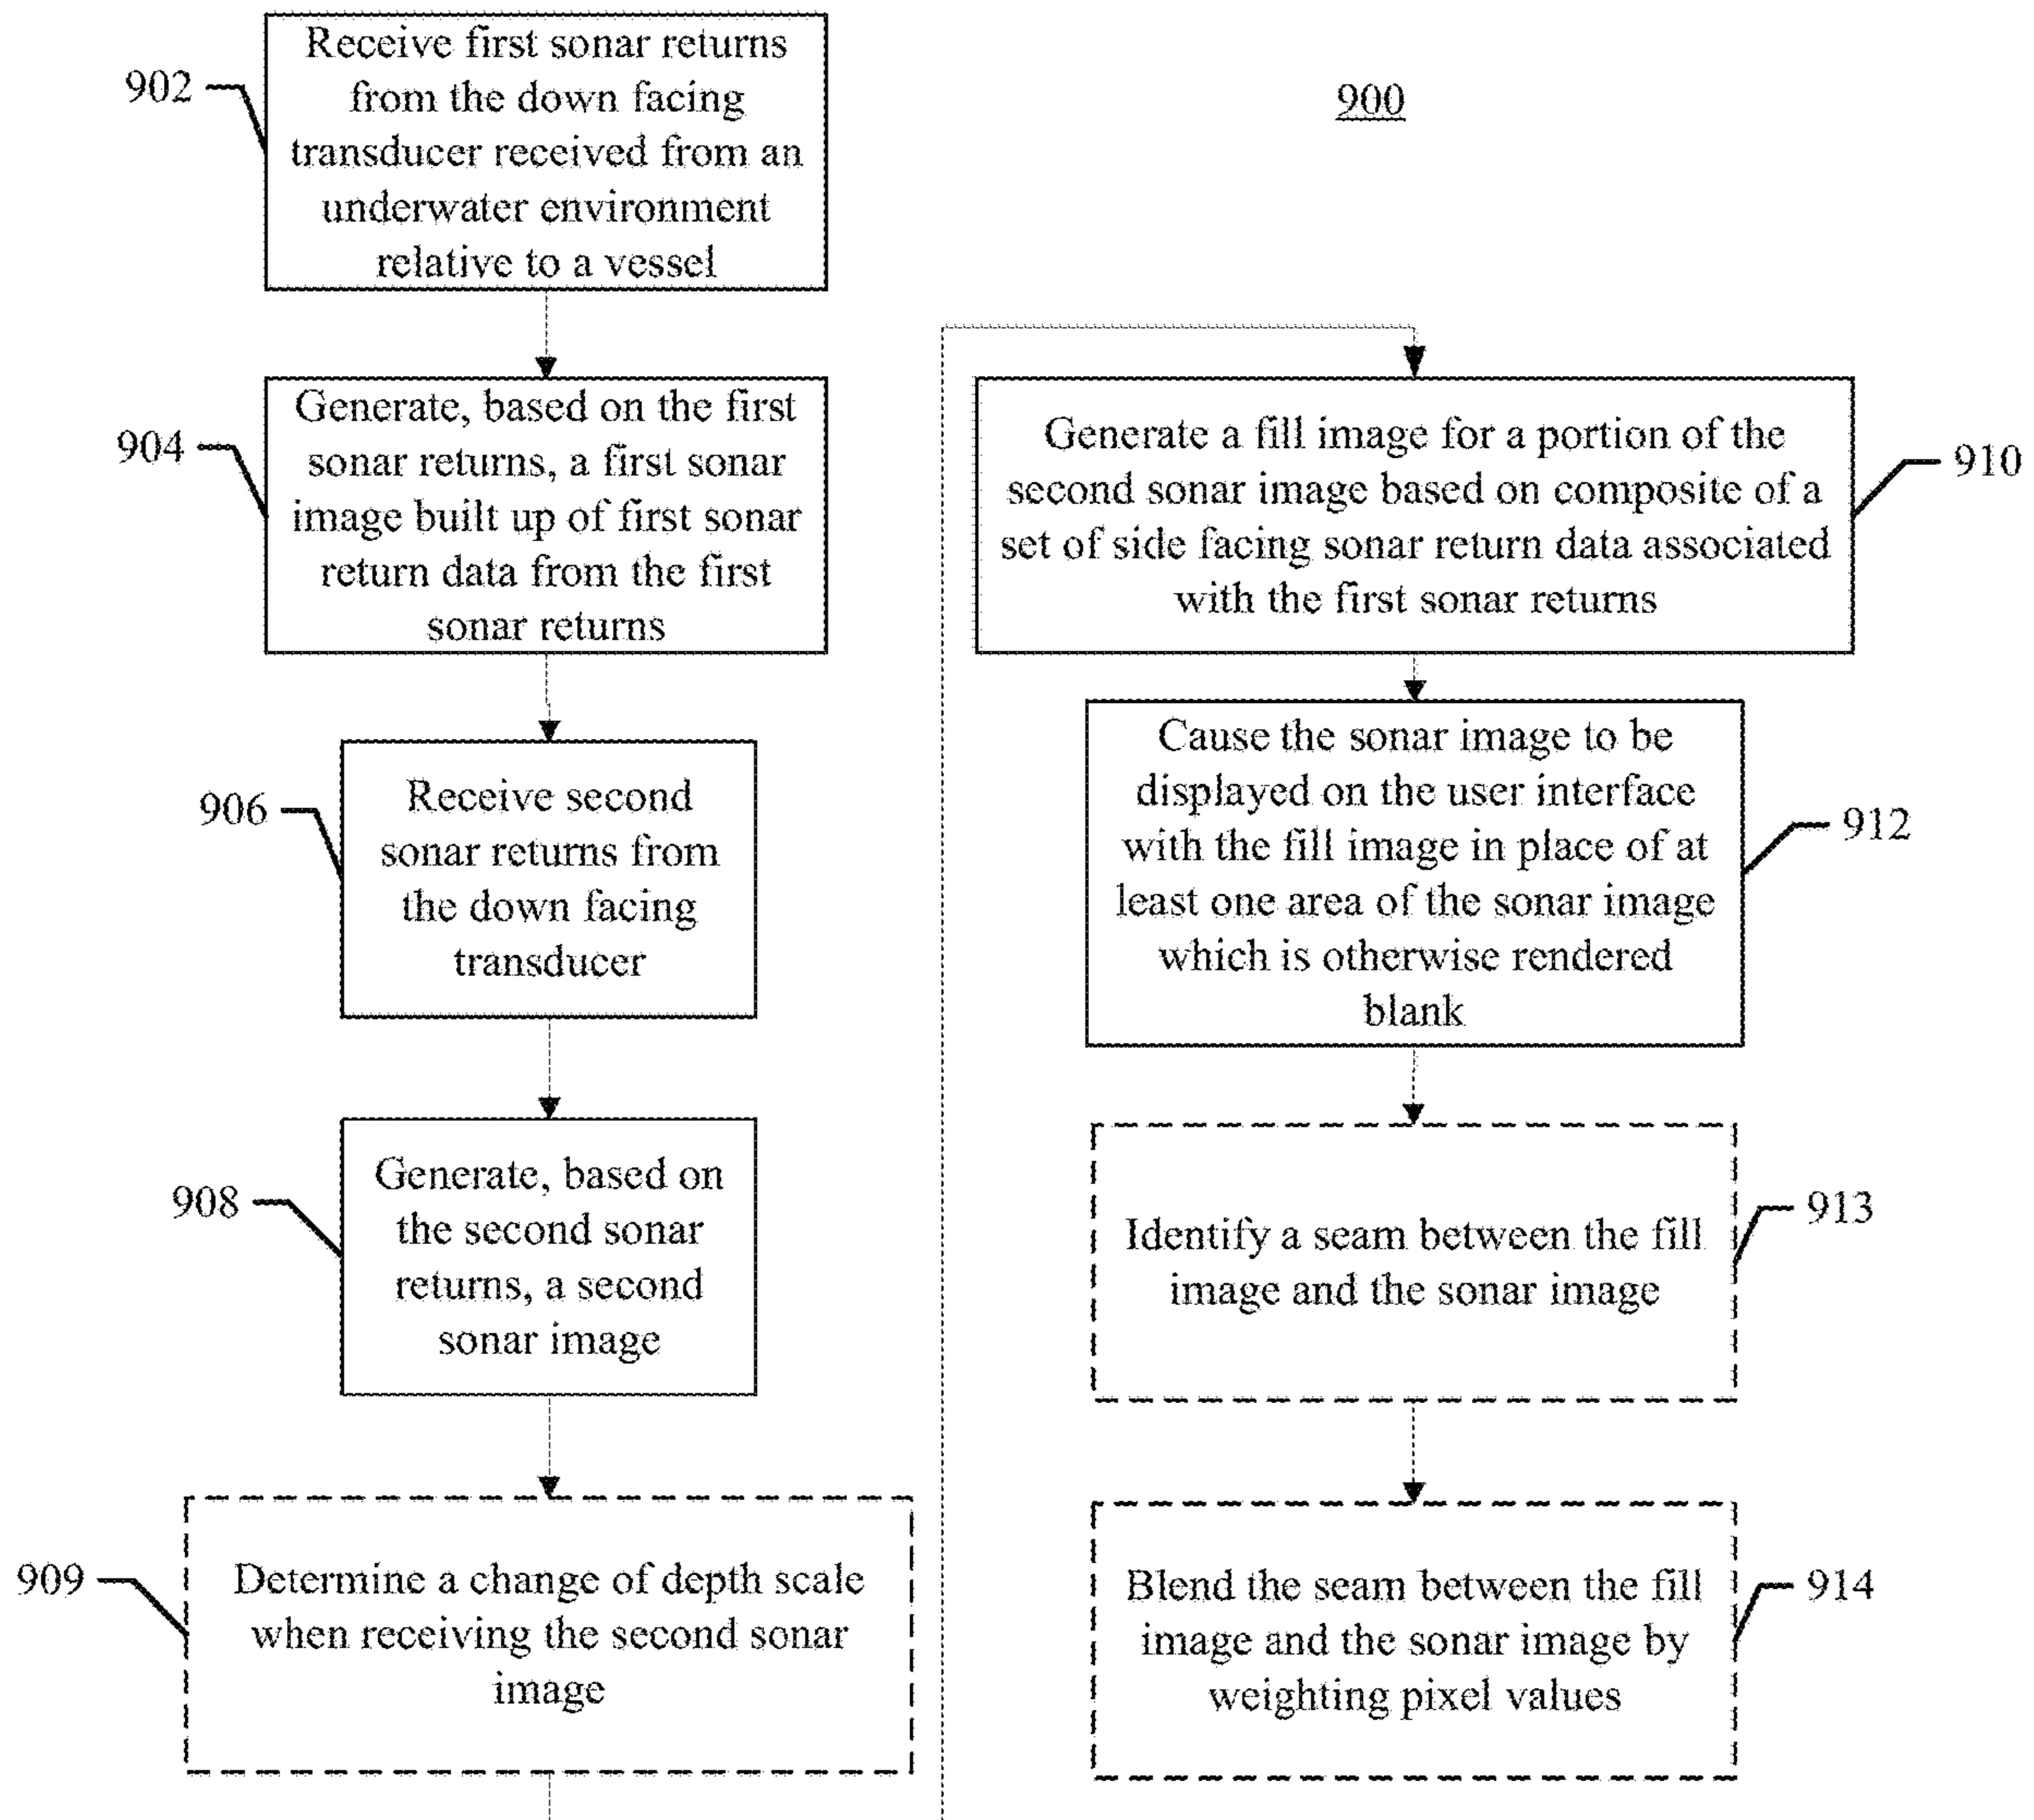 900
902
Receive first sonar returns
from the down facing
transducer received from an
underwater environment
relative to a vessel
904
Generate, based on the first
sonar returns, a first sonar
image built up of first sonar
return data from the first
sonar returns
906
Receive second
sonar returns from
the down facing
transducer
908
Generate, based on
the second sonar
returns, a second
sonar image
909
Determine a change of depth scale
when receiving the second sonar
image
Generate a fill image for a portion of the
second sonar image based on composite of a
set of side facing sonar return data associated
with the first sonar returns
910
Cause the sonar image to be
displayed on the user interface
with the fill image in place of at
least one area of the sonar image
which is otherwise rendered
blank
912
Identify a seam between the fill
image and the sonar image
913
Blend the seam between the fill
image and the sonar image by
weighting pixel values
914